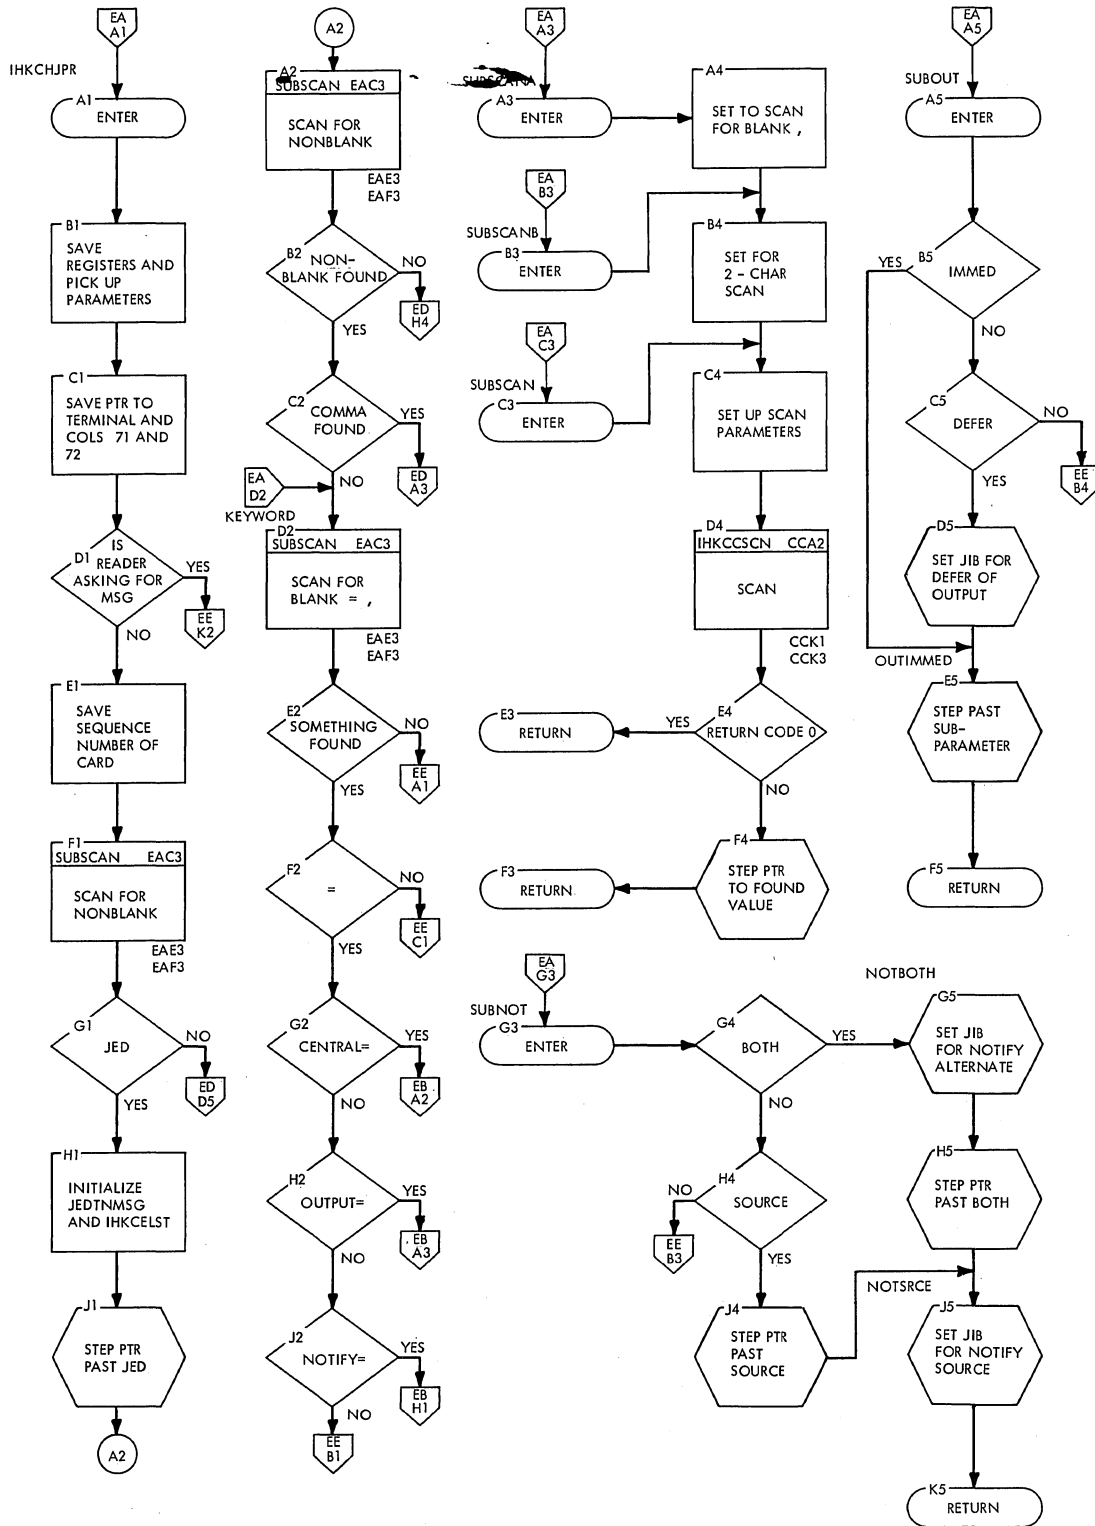 EA
A1
IHKCHJPR
A1
ENTER
B1
SAVE
REGISTERS AND
PICK UP
PARAMETERS
C1
SAVE PTR TO
TERMINAL AND
COLS 71 AND
72
D1
IS
READER
ASKING FOR
MSG
YES
EE
K2
NO
E1
SAVE
SEQUENCE
NUMBER OF
CARD
F1
SUBSCAN EAC3
SCAN FOR
NONBLANK
EAE3
EAF3
G1
JED
NO
ED
D5
YES
H1
INITIALIZE
JEDTNMSG
AND IHKCELST
J1
STEP PTR
PAST JED
A2
A2
A2
SUBSCAN EAC3
SCAN FOR
NONBLANK
EAE3
EAF3
B2
NON-
BLANK FOUND
NO
ED
H4
YES
C2
COMMA
FOUND
YES
ED
A3
NO
EA
D2
KEYWORD
D2
SUBSCAN EAC3
SCAN FOR
BLANK = ,
EAE3
EAF3
E2
SOMETHING
FOUND
NO
EE
A1
YES
F2
=
NO
EE
C1
YES
G2
CENTRAL=
YES
EB
A2
NO
H2
OUTPUT=
YES
EB
A3
NO
J2
NOTIFY=
YES
EB
H1
NO
EE
B1
EA
A3
SUBSCANA
A3
ENTER
A4
SET TO SCAN
FOR BLANK ,
EA
B3
SUBSCANB
B3
ENTER
B4
SET FOR
2 - CHAR
SCAN
EA
C3
SUBSCAN
C3
ENTER
C4
SET UP SCAN
PARAMETERS
D4
IHKCCSCN CCA2
SCAN
CCK1
CCK3
E4
RETURN CODE 0
YES
E3
RETURN
NO
F4
STEP PTR
TO FOUND
VALUE
F3
RETURN
EA
G3
SUBNOT
G3
ENTER
G4
BOTH
YES
NO
H4
SOURCE
NO
EE
B3
YES
J4
STEP PTR
PAST
SOURCE
NOTSRCE
EA
A5
SUBOUT
A5
ENTER
B5
IMMED
YES
NO
C5
DEFER
NO
EE
B4
YES
D5
SET JIB FOR
DEFER OF
OUTPUT
OUTIMMED
E5
STEP PAST
SUB-
PARAMETER
F5
RETURN
NOTBOTH
G5
SET JIB
FOR NOTIFY
ALTERNATE
H5
STEP PTR
PAST BOTH
J5
SET JIB
FOR NOTIFY
SOURCE
K5
RETURN